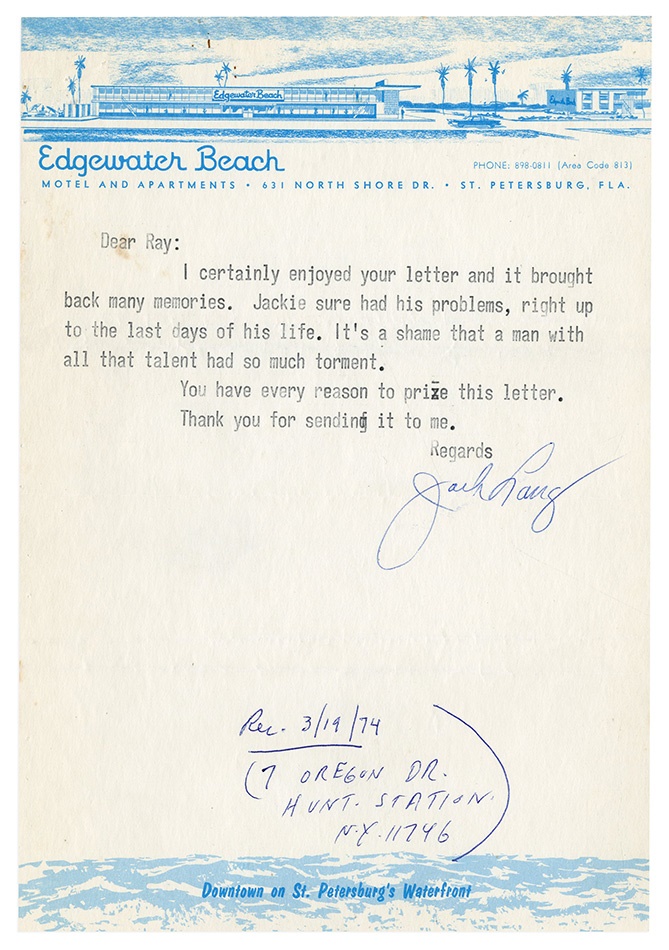 Edgewater Beach
Edgewater Beach
PHONE: 898-0811 (Area Code 813)
MOTEL AND APARTMENTS • 631 NORTH SHORE DR. • ST. PETERSBURG, FLA.
Dear Ray:
I certainly enjoyed your letter and it brought
back many memories. Jackie sure had his problems, right up
to the last days of his life. It's a shame that a man with
all that talent had so much torment.
You have every reason to prize this letter.
Thank you for sending it to me.
Regards
Jack Lang
Rec. 3/19/74
(7 OREGON DR.
HUNT. STATION.
N.Y. 11746
Downtown on St. Petersburg's Waterfront